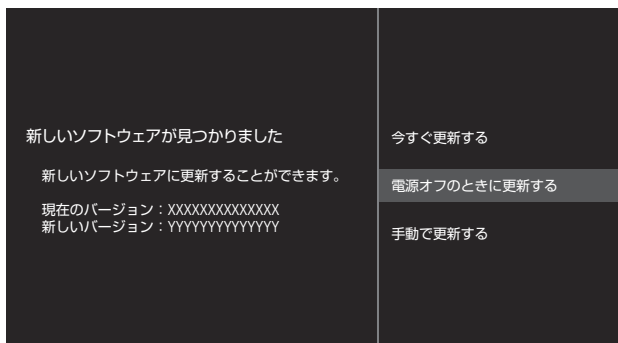 新しいソフトウェアが見つかりました
新しいソフトウェアに更新することができます。
現在のバージョン：XXXXXXXXXXXXXX
新しいバージョン：YYYYYYYYYYYYYY
今すぐ更新する
電源オフのときに更新する
手動で更新する